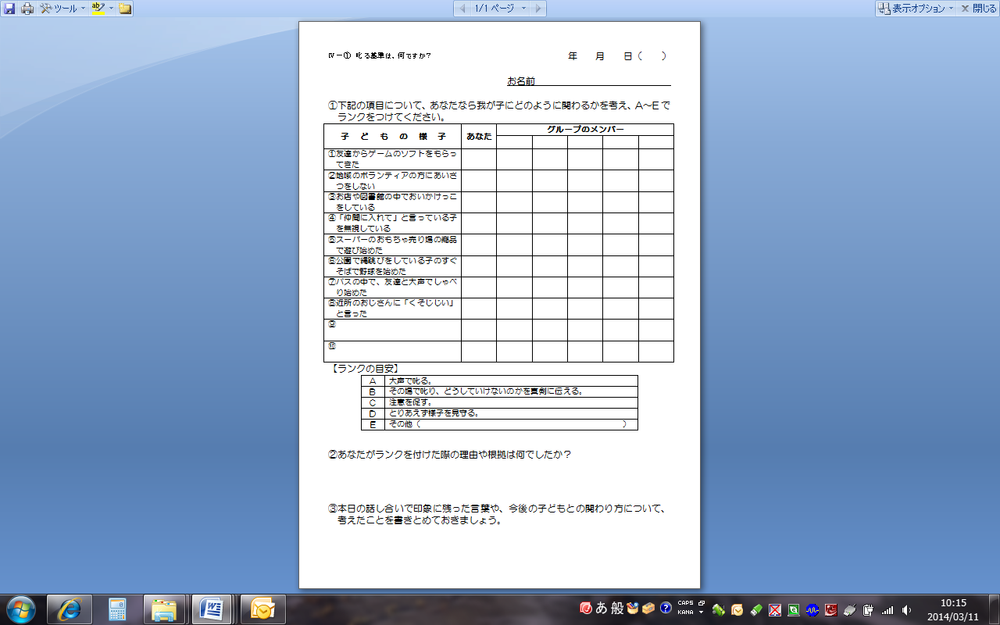 ツール
1/1 ページ
表示オプション
閉じる
Ⅳ－① 叱る基準は、何ですか？
年　月　日（　）
お名前
①下記の項目について、あなたなら我が子にどのように関わるかを考え、A～Eで
ランクをつけてください。
子 ど も の 様 子
あなた
グループのメンバー
①友達からゲームのソフトをもらっ
てきた
②地域のボランティアの方にあいさ
つをしない
③お店や図書館の中でおいかけっこ
をしている
④「仲間に入れて」と言っている子
を無視している
⑤スーパーのおもちゃ売り場の商品
で遊び始めた
⑥公園で縄跳びをしている子のすぐ
そばで野球を始めた
⑦バスの中で、友達と大声でしゃべ
り始めた
⑧近所のおじさんに「くそじじい」
と言った
⑨
⑩
【ランクの目安】
A 大声で叱る。
B その場で叱り、どうしていけないのかを真剣に伝える。
C 注意を促す。
D とりあえず様子を見守る。
E その他（　）
②あなたがランクを付けた際の理由や根拠は何でしたか？
③本日の話し合いで印象に残った言葉や、今後の子どもとの関わり方について、
考えたことを書きとめておきましょう。
あ 般
CAPS
KANA
10:15
2014/03/11